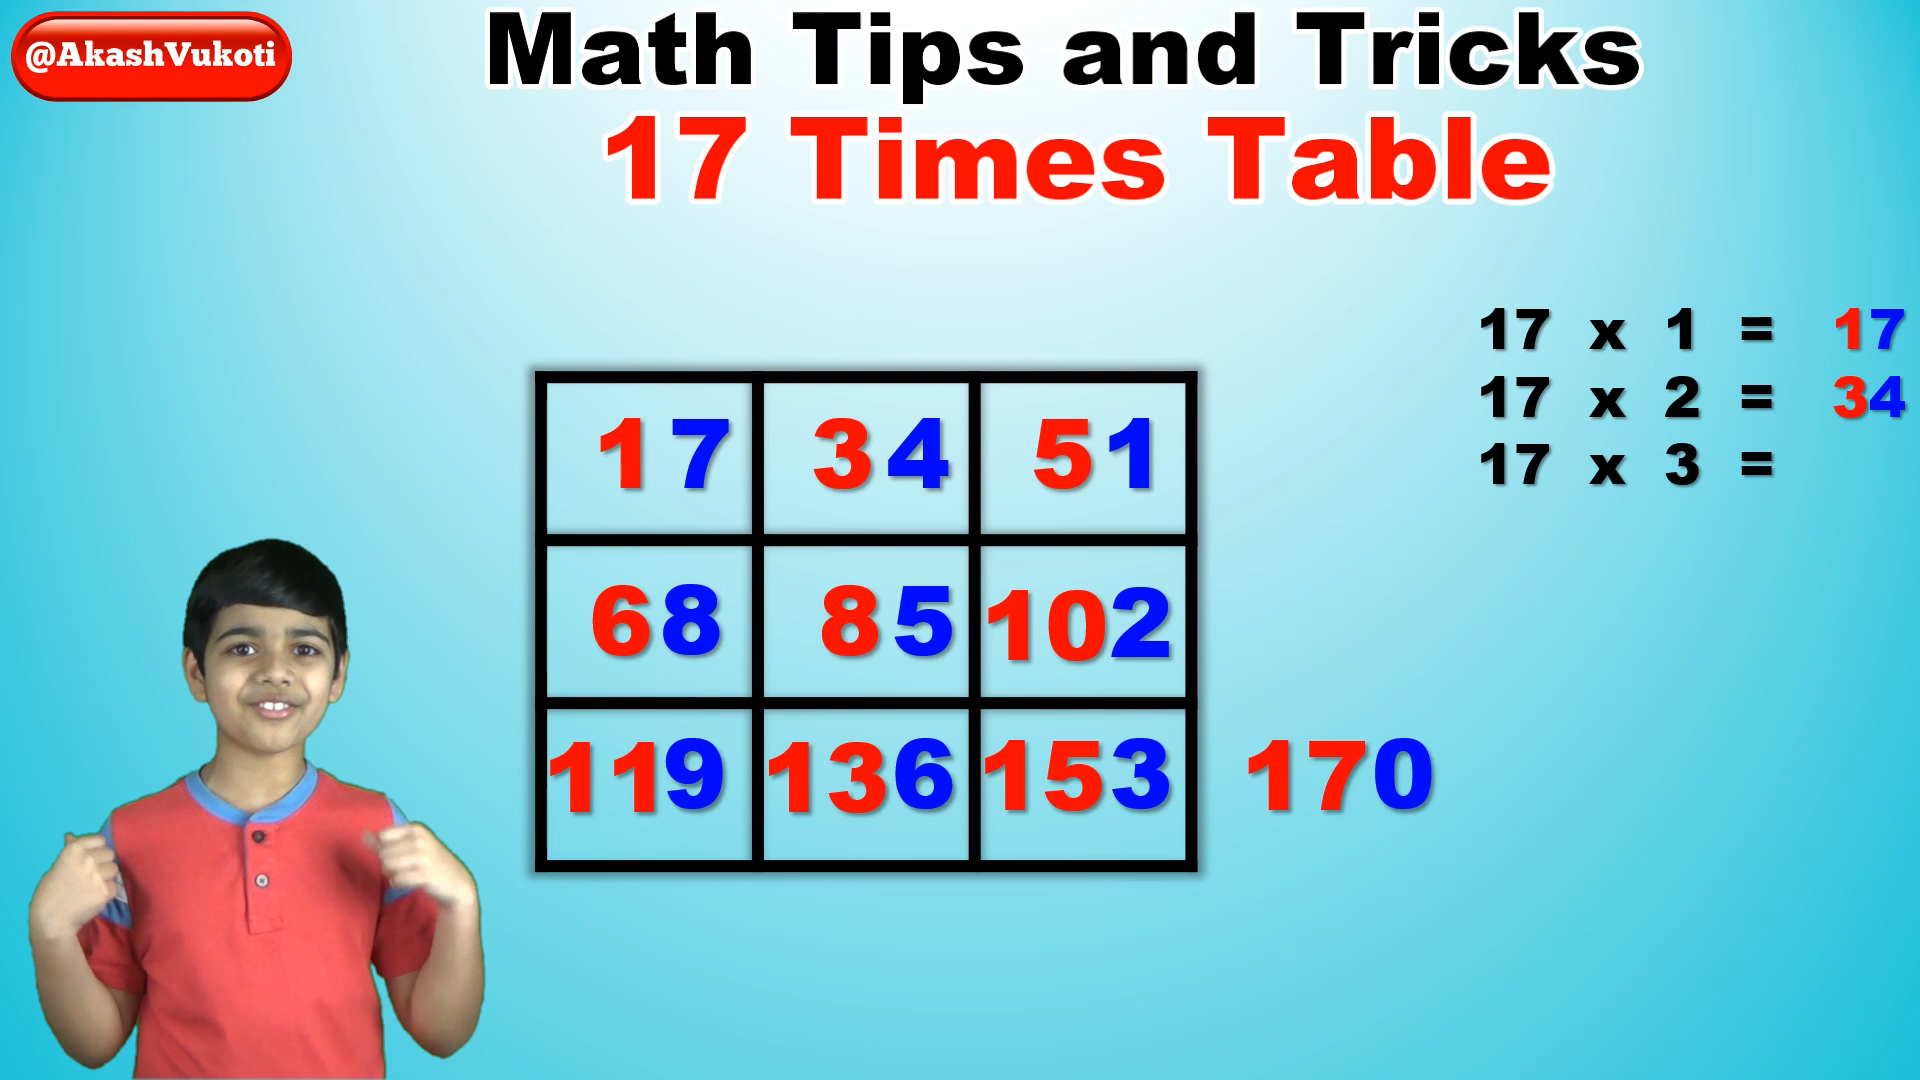 @AkashVukoti
Math Tips and Tricks
17 Times Table
17 x 1 = 17
17 x 2 = 34
17 x 3 =
17 34 51
68 85 102
119 136 153 170